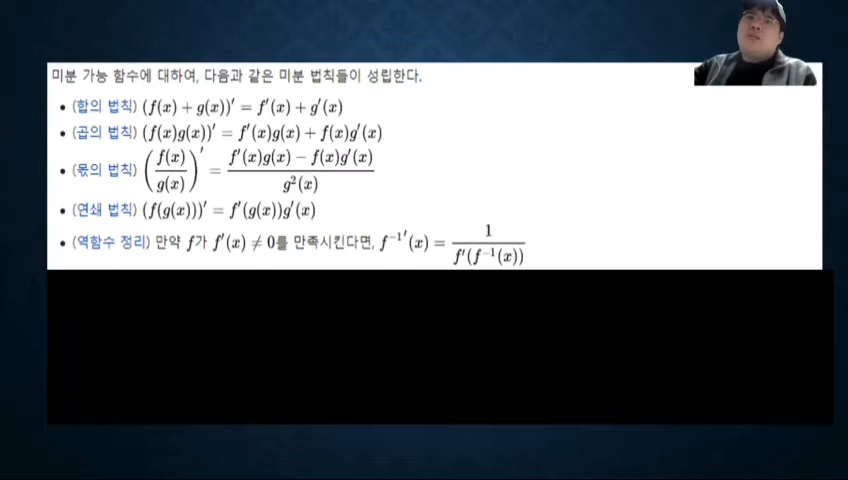 미분 가능 함수에 대하여, 다음과 같은 미분 법칙들이 성립한다.
• (합의 법칙) (f(x) + g(x))′ = f′(x) + g′(x)
• (곱의 법칙) (f(x)g(x))′ = f′(x)g(x) + f(x)g′(x)
• (몫의 법칙) (f(x)/g(x))′ = (f′(x)g(x) − f(x)g′(x))/g²(x)
• (연쇄 법칙) (f(g(x)))′ = f′(g(x))g′(x)
• (역함수 정리) 만약 f가 f′(x) ≠ 0를 만족시킨다면, f⁻¹′(x) = 1/f′(f⁻¹(x))